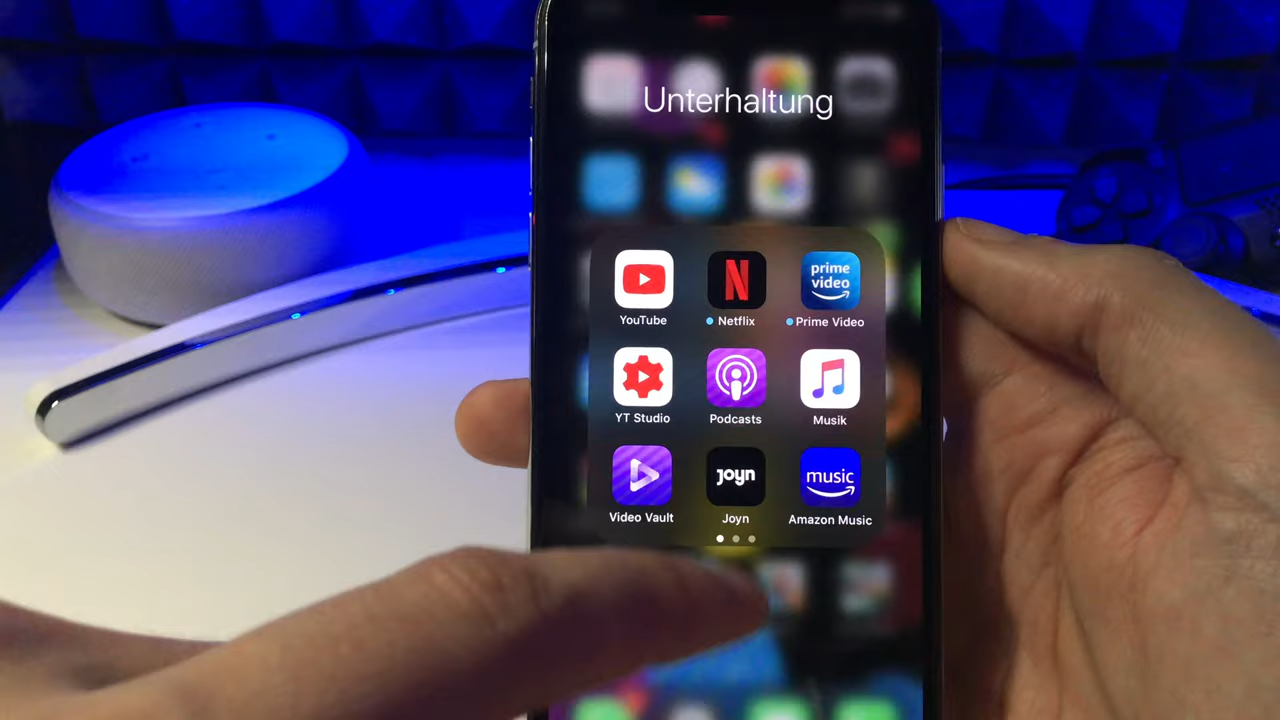 Unterhaltung
N
prime
video
YouTube
Netflix
Prime Video
YT Studio
Podcasts
Musik
joyn
music
Video Vault
Joyn
Amazon Music